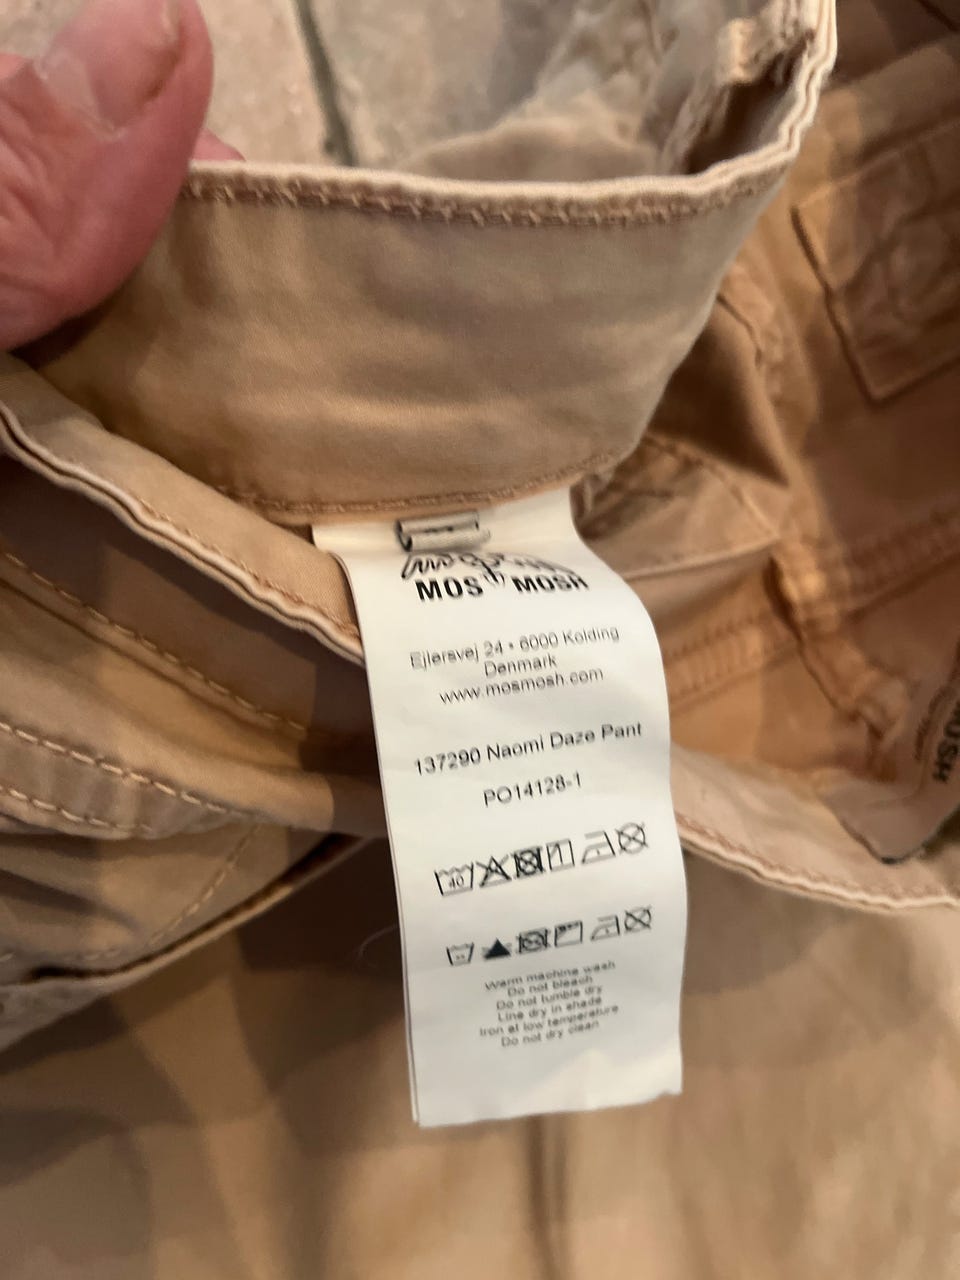 MOS MOSH
Ejlersvej 24 • 6000 Kolding
Denmark
www.mosmosh.com
137290 Naomi Daze Pant
PO14128-1
40
Warm machine wash
Do not bleach
Do not tumble dry
Line dry in shade
Iron at low temperature
Do not dry clean
MOSH